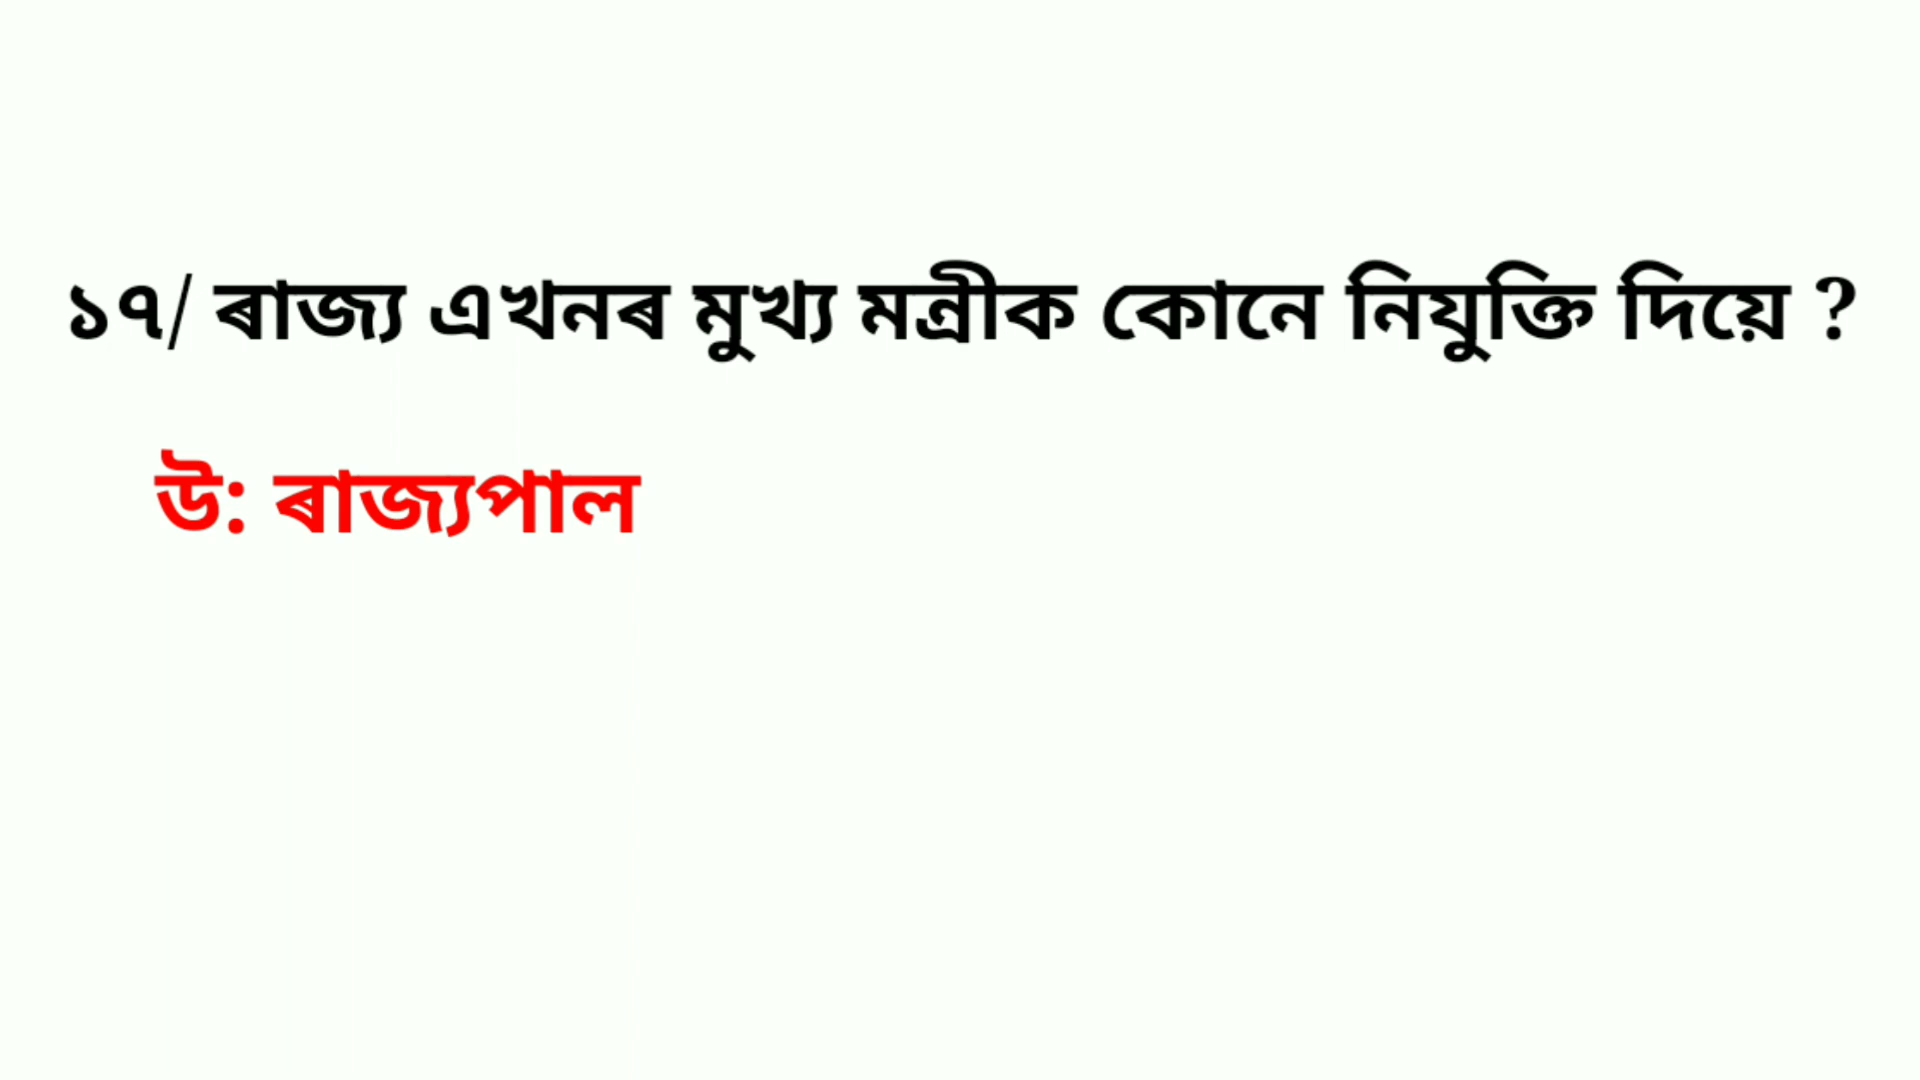 ১৭/ ৰাজ্য এখনৰ মুখ্য মন্ৰীক কোনে নিযুক্তি দিয়ে ?
উ: ৰাজ্যপাল